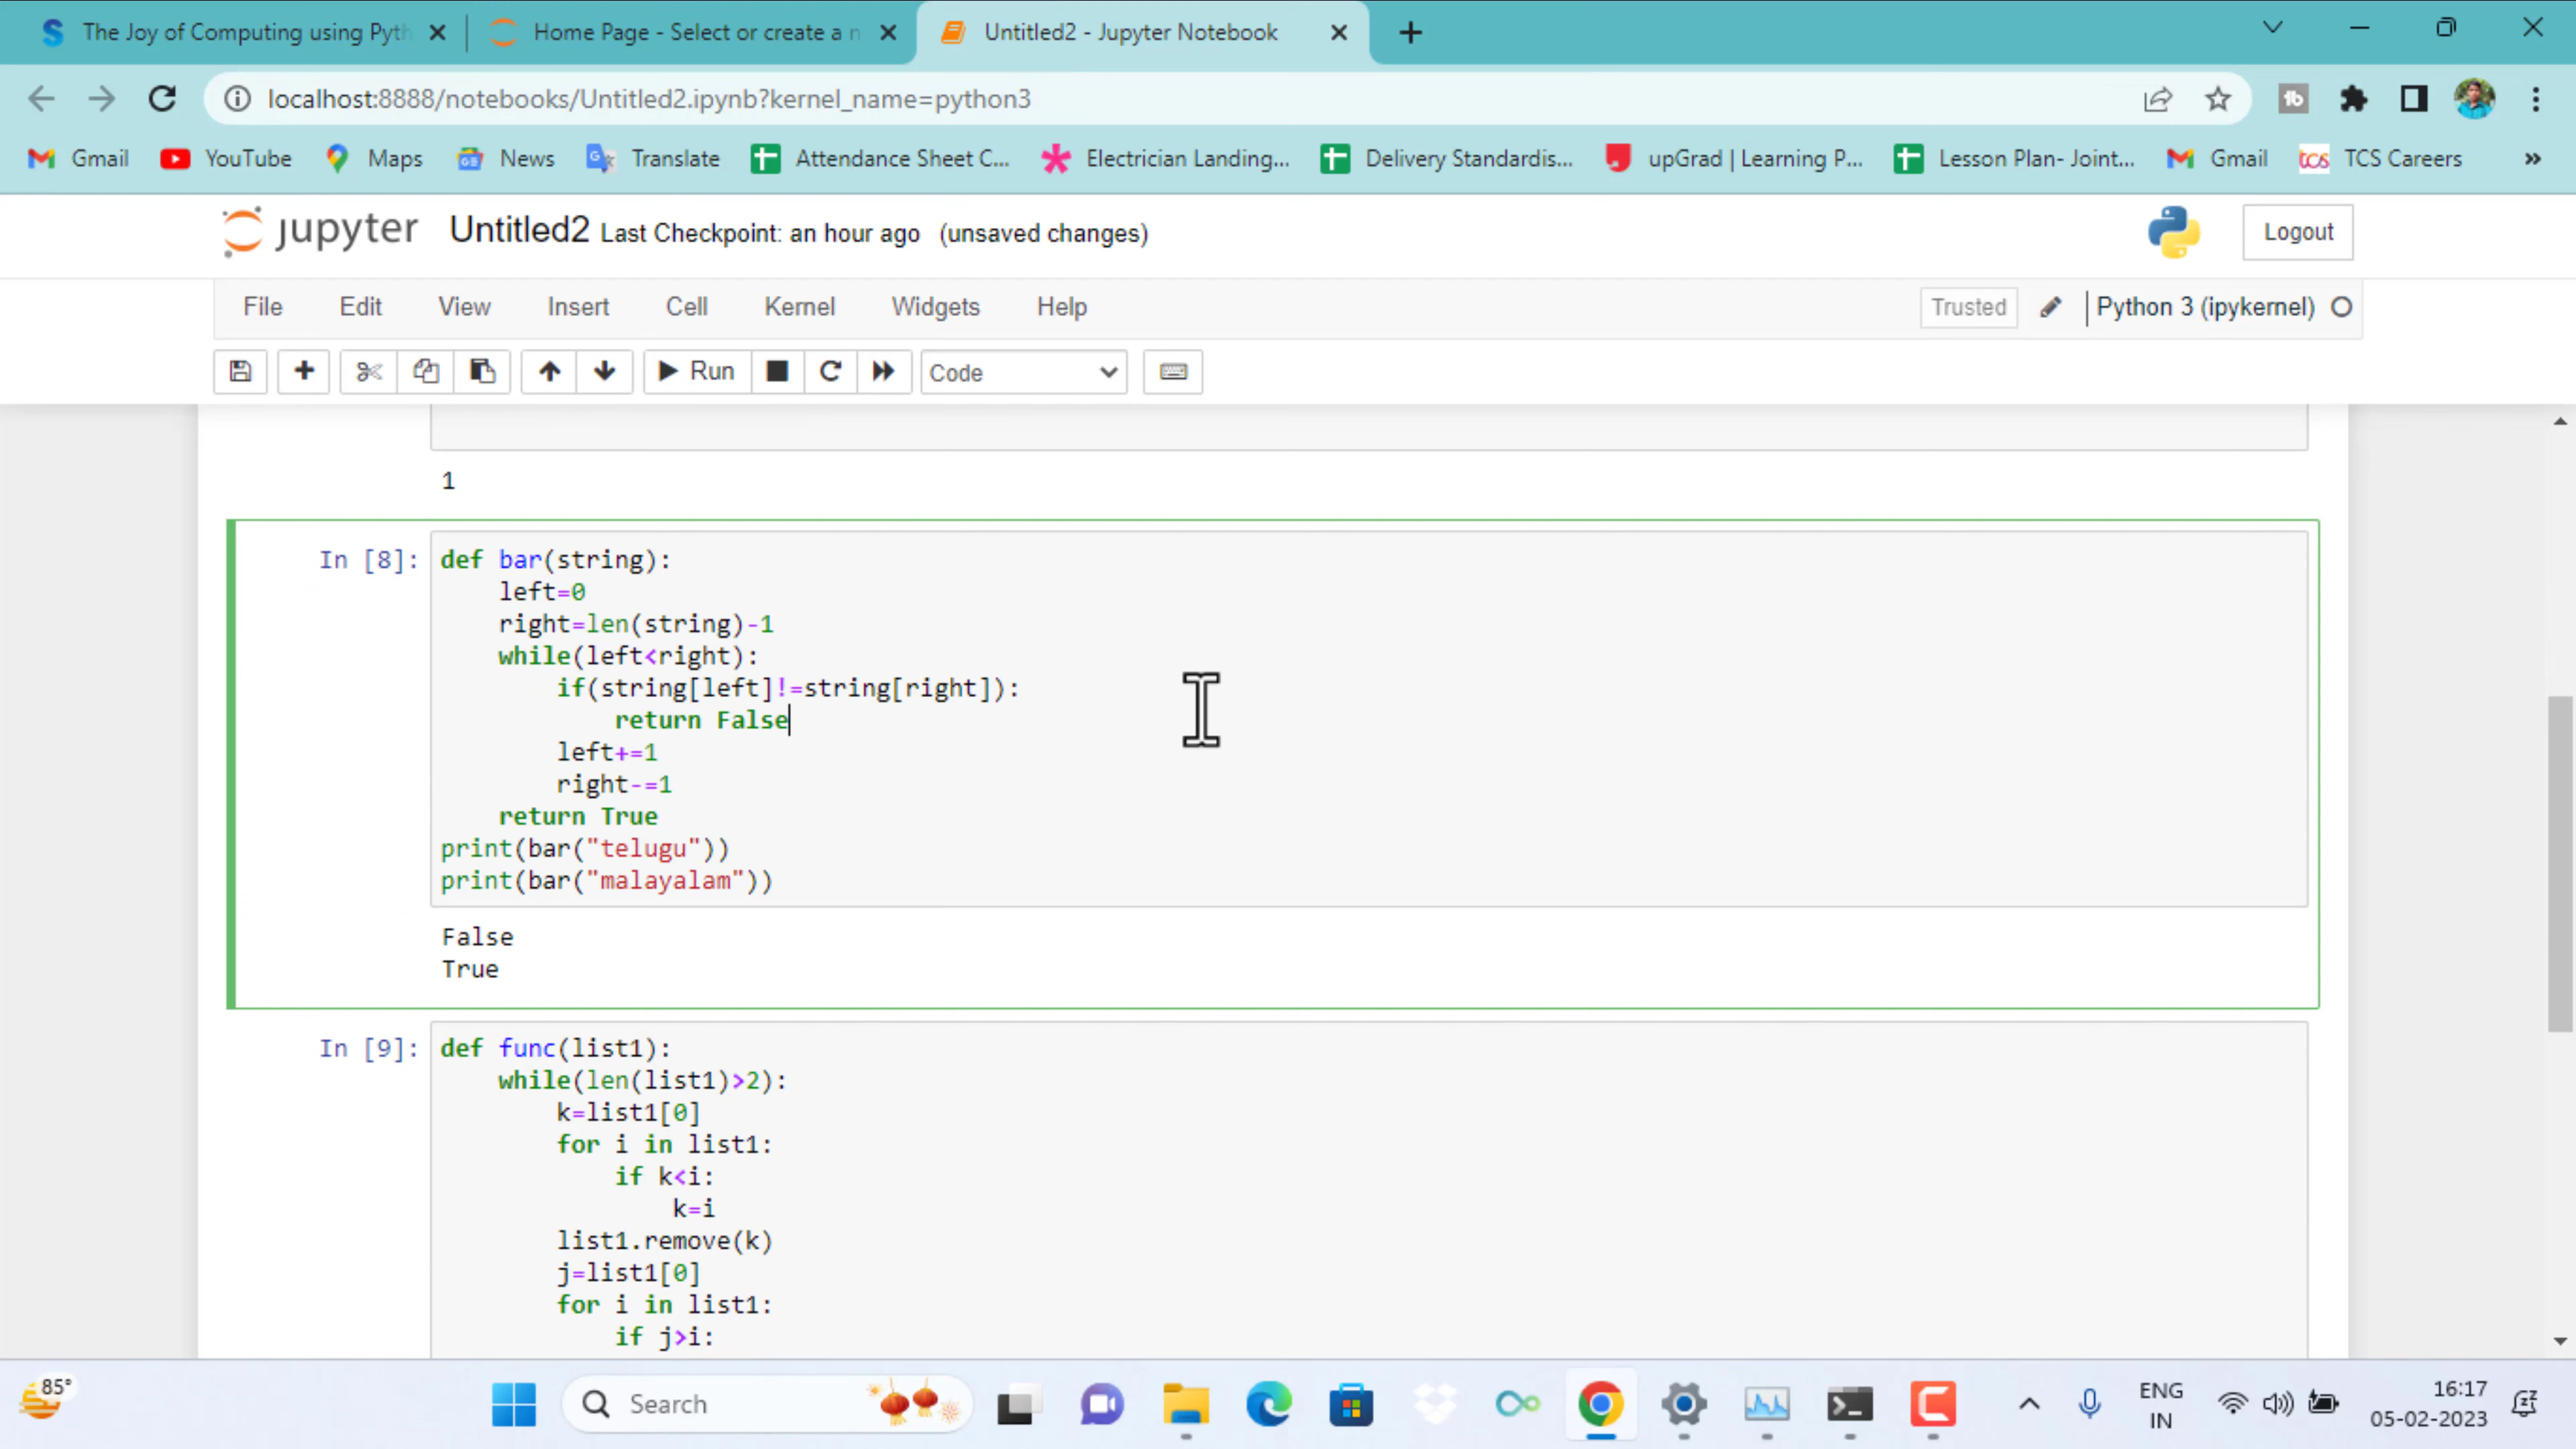 The Joy of Computing using Pyth
Home Page - Select or create a n
Untitled2 - Jupyter Notebook
localhost:8888/notebooks/Untitled2.ipynb?kernel_name=python3
Gmail
YouTube
Maps
News
Translate
Attendance Sheet C...
Electrician Landing...
Delivery Standardis...
upGrad | Learning P...
Lesson Plan- Joint...
Gmail
tcs TCS Careers
»
jupyter Untitled2 Last Checkpoint: an hour ago (unsaved changes)
Logout
File Edit View Insert Cell Kernel Widgets Help
Trusted
Python 3 (ipykernel)
Run
Code
1
In [8]: def bar(string):
    left=0
    right=len(string)-1
    while(left<right):
        if(string[left]!=string[right]):
            return False
        left+=1
        right-=1
    return True
print(bar("telugu"))
print(bar("malayalam"))
False
True
In [9]: def func(list1):
    while(len(list1)>2):
        k=list1[0]
        for i in list1:
            if k<i:
                k=i
        list1.remove(k)
        j=list1[0]
        for i in list1:
            if j>i:
85°
Search
ENG
IN
16:17
05-02-2023